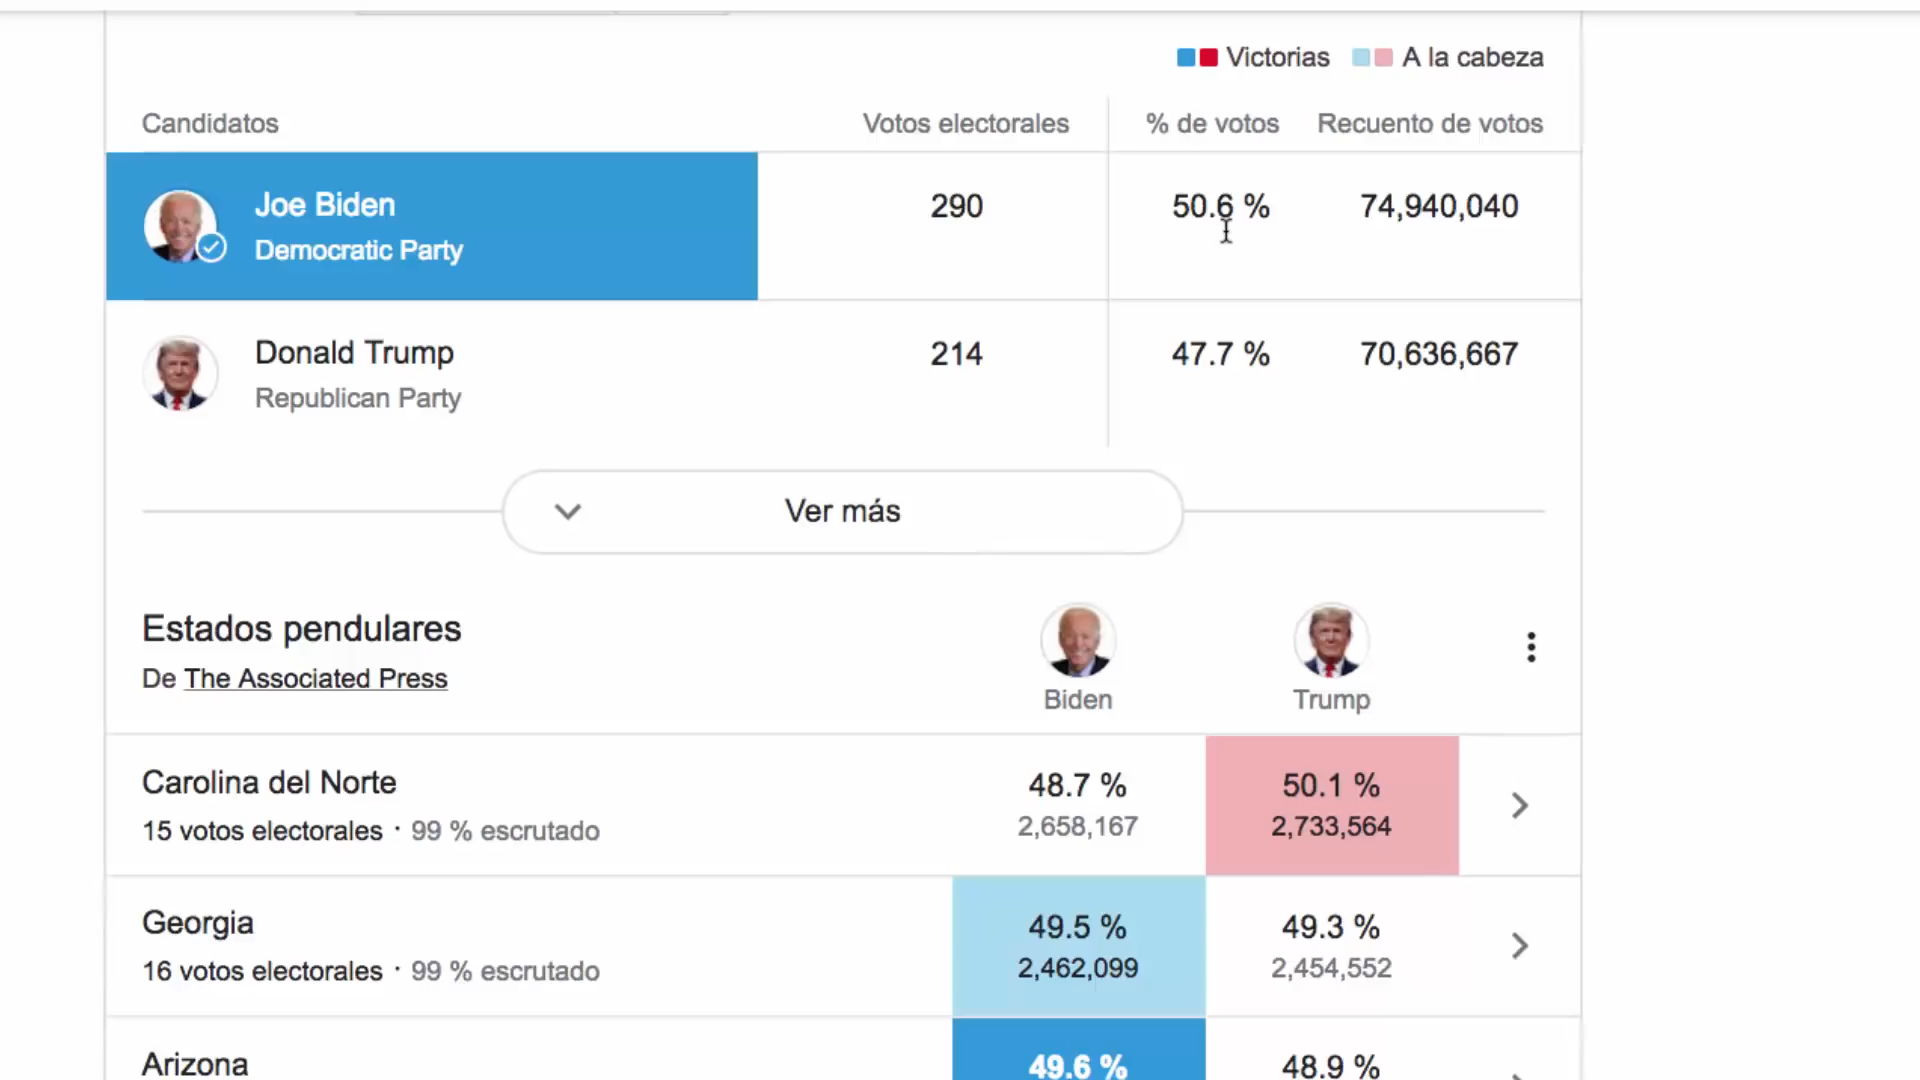 Victorias A la cabeza
Candidatos Votos electorales % de votos Recuento de votos
Joe Biden 290 50.6 % 74,940,040
Democratic Party
Donald Trump 214 47.7 % 70,636,667
Republican Party
Ver más
Estados pendulares
De The Associated Press
Biden Trump
Carolina del Norte 48.7 % 50.1 %
15 votos electorales · 99 % escrutado 2,658,167 2,733,564
Georgia 49.5 % 49.3 %
16 votos electorales · 99 % escrutado 2,462,099 2,454,552
Arizona 49.6 % 48.9 %